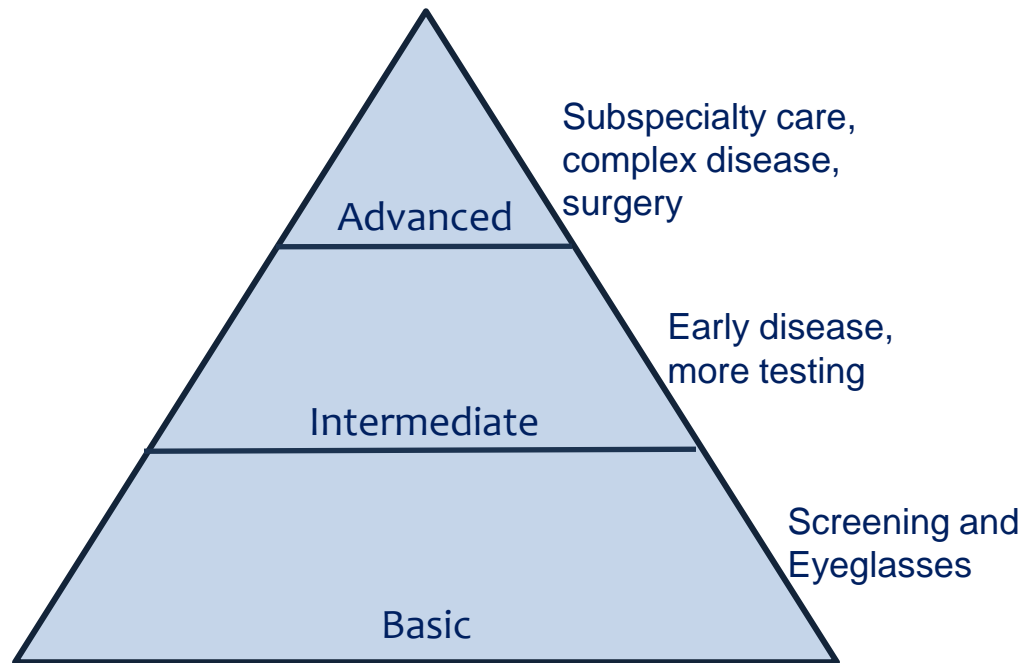 Subspecialty care,
complex disease,
surgery
Advanced
Early disease,
more testing
Intermediate
Screening and
Eyeglasses
Basic